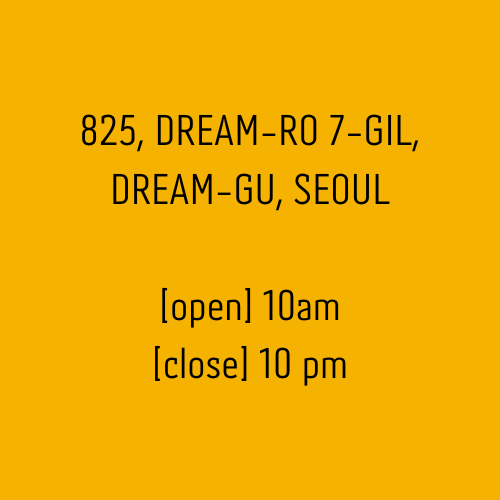 825, DREAM-RO 7-GIL,
DREAM-GU, SEOUL
[open] 10am
[close] 10 pm